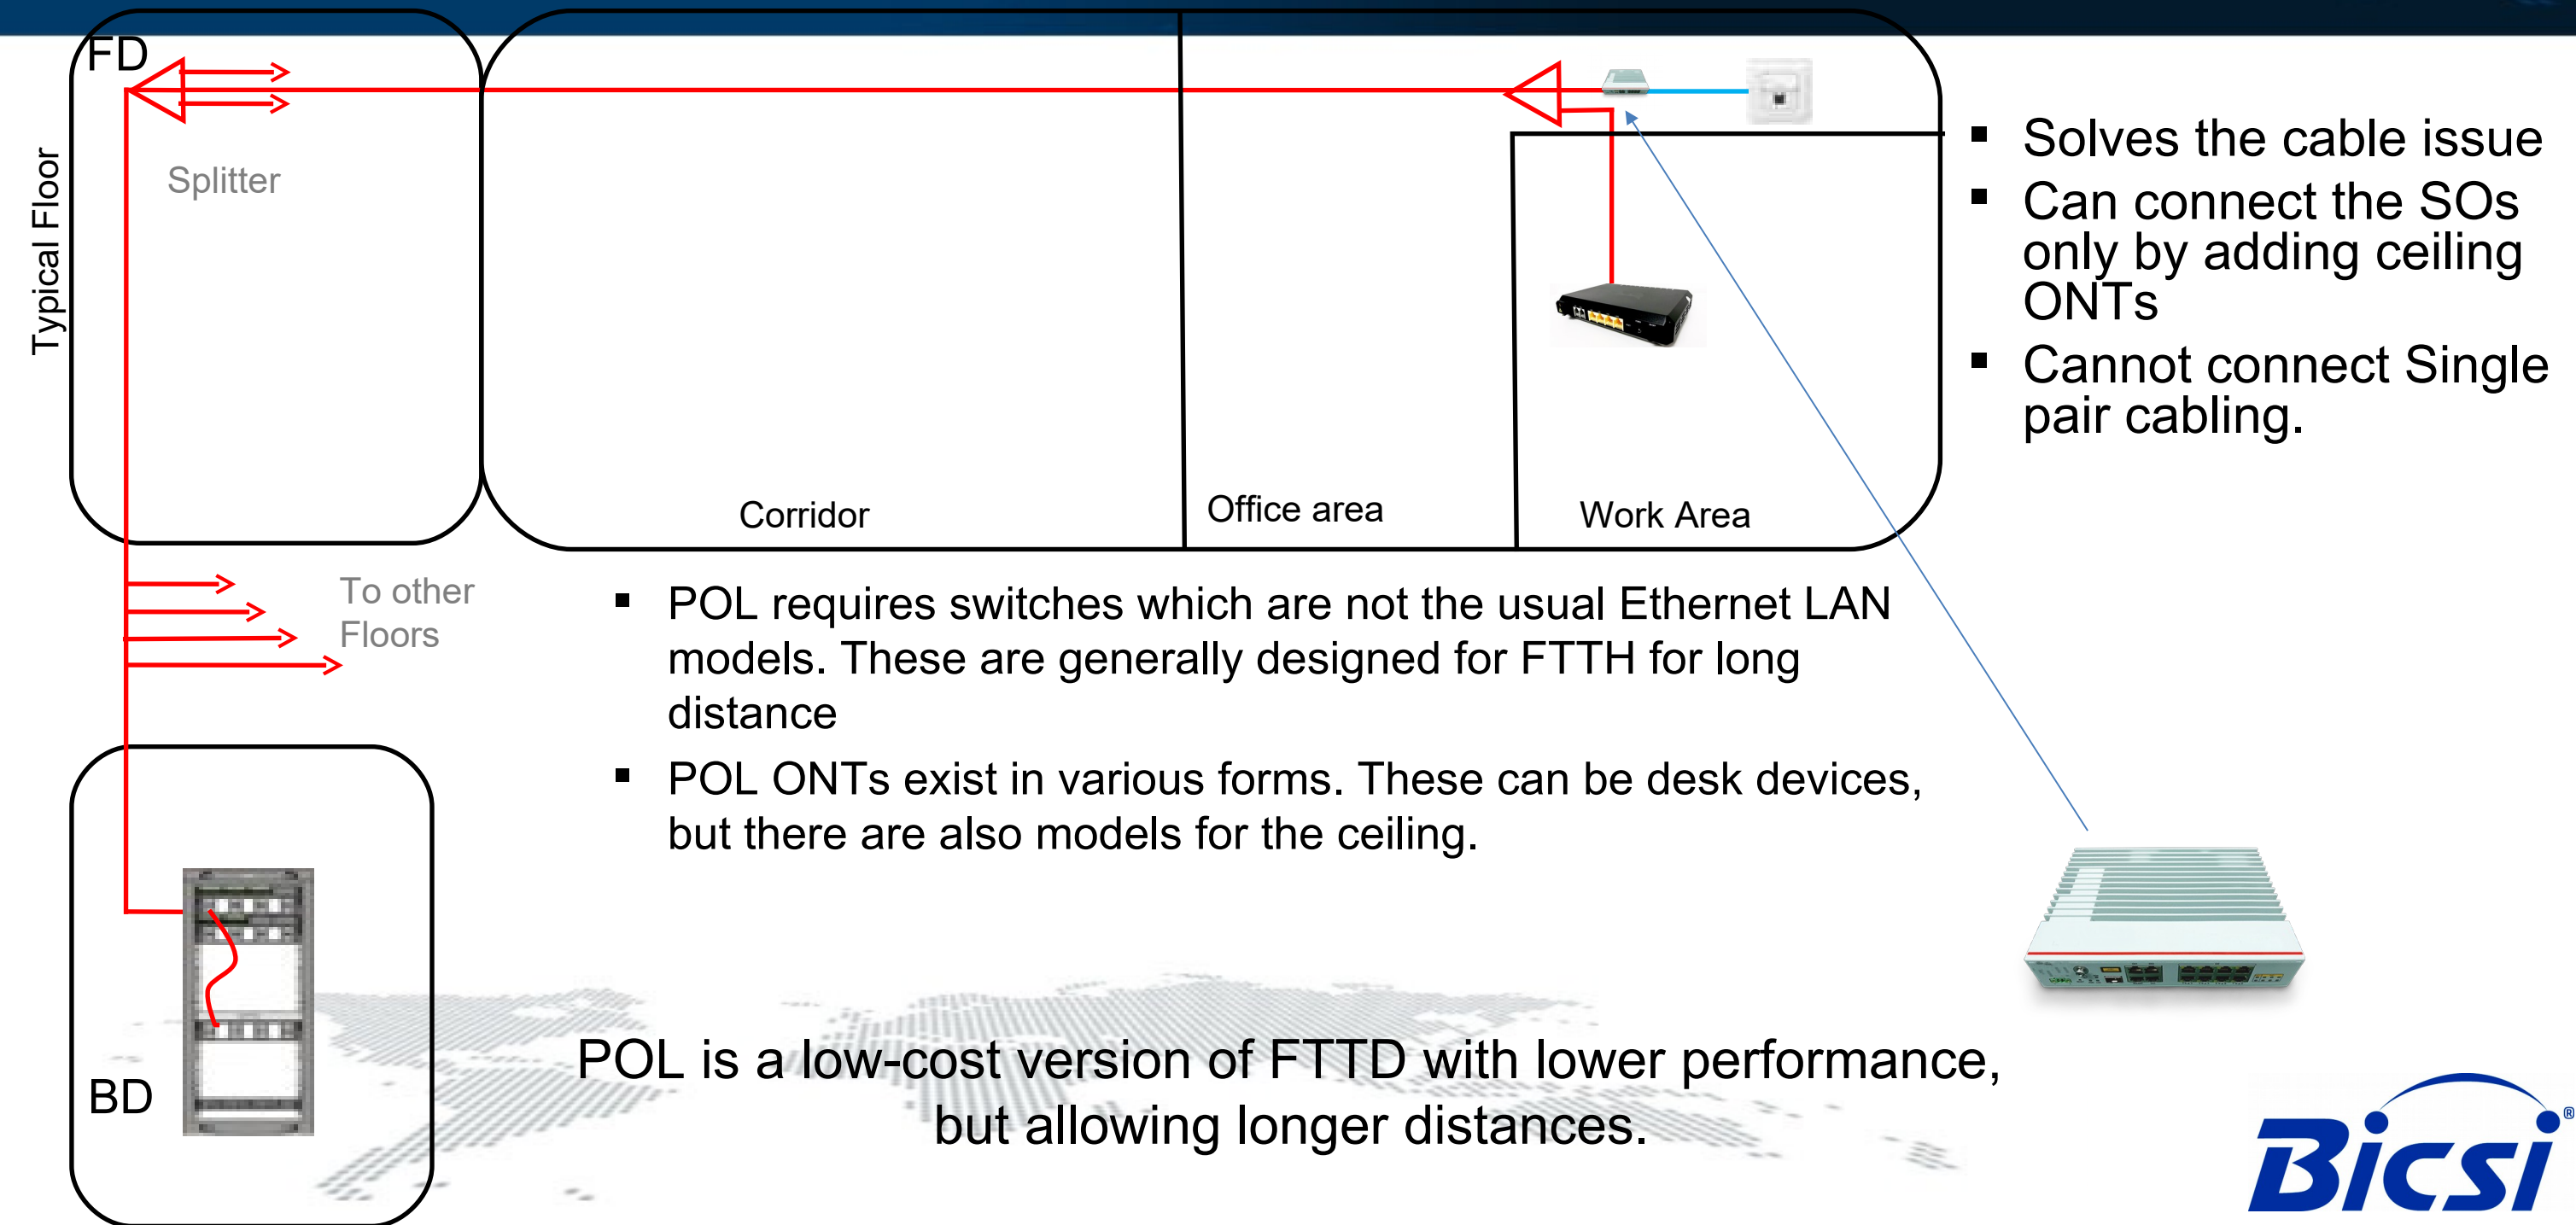 FD
Splitter
Typical Floor
Corridor
Office area
Work Area
To other
Floors
BD
▪ Solves the cable issue
▪ Can connect the SOs
only by adding ceiling
ONTs
▪ Cannot connect Single
pair cabling.
▪ POL requires switches which are not the usual Ethernet LAN
models. These are generally designed for FTTH for long
distance
▪ POL ONTs exist in various forms. These can be desk devices,
but there are also models for the ceiling.
POL is a low-cost version of FTTD with lower performance,
but allowing longer distances.
Bicsi®